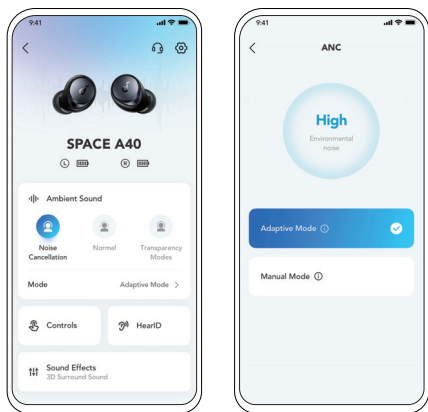 9:41
SPACE A40
L R
Ambient Sound
Noise Cancellation
Normal
Transparency Modes
Mode Adaptive Mode >
Controls
HearID
Sound Effects
3D Surround Sound
9:41
ANC
High
Environmental
noise
Adaptive Mode
Manual Mode